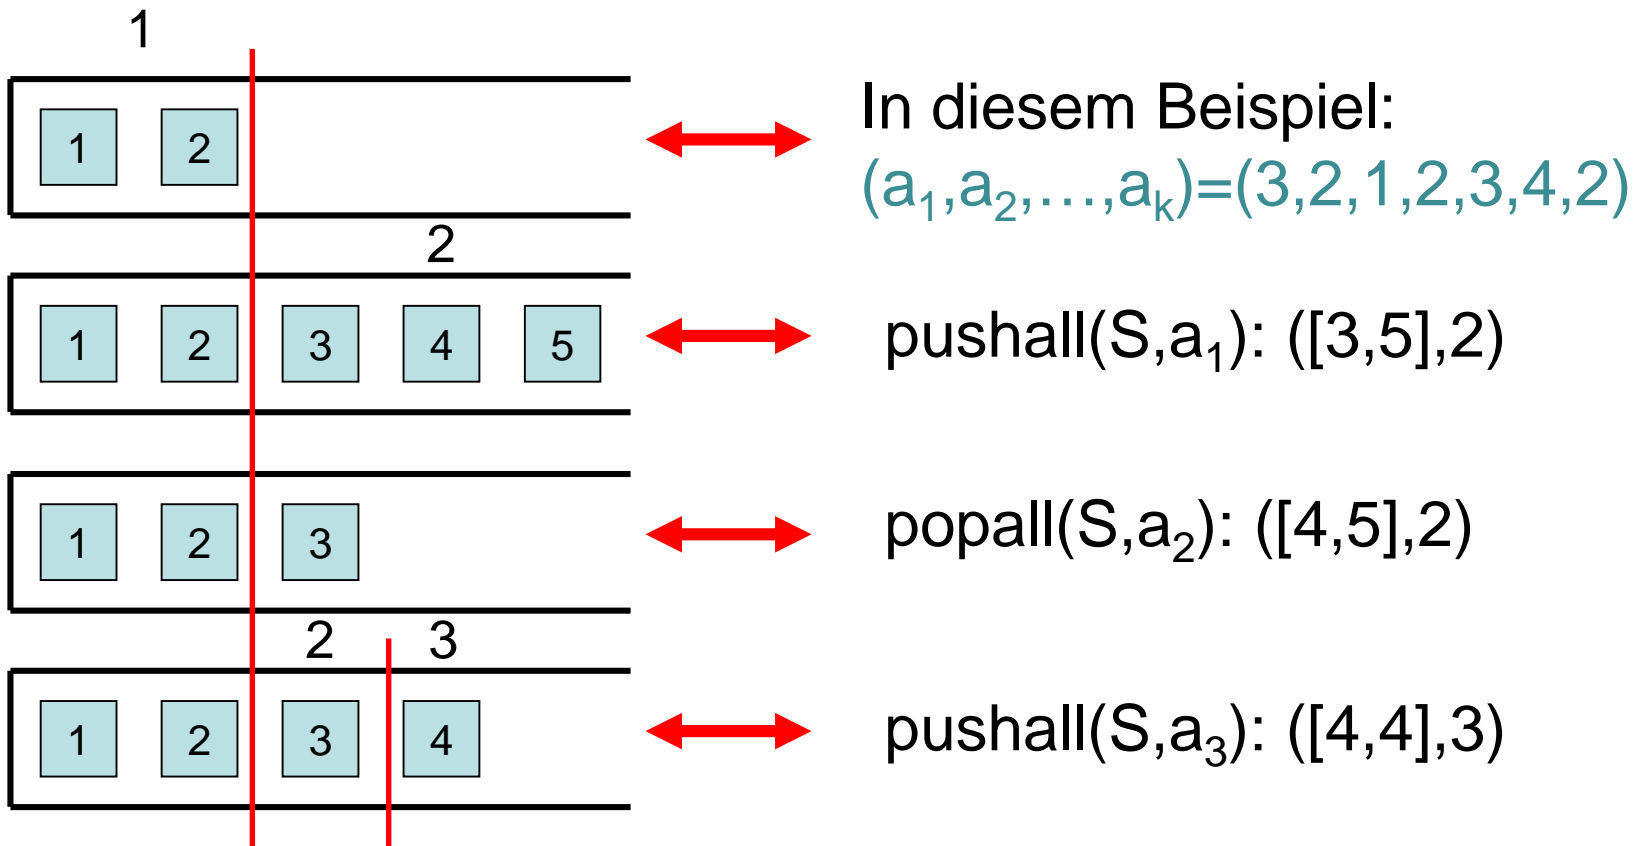 1
1 2
In diesem Beispiel:
(a₁,a₂,…,aₖ)=(3,2,1,2,3,4,2)
2
1 2 3 4 5
pushall(S,a₁): ([3,5],2)
1 2 3
popall(S,a₂): ([4,5],2)
2 3
1 2 3 4
pushall(S,a₃): ([4,4],3)